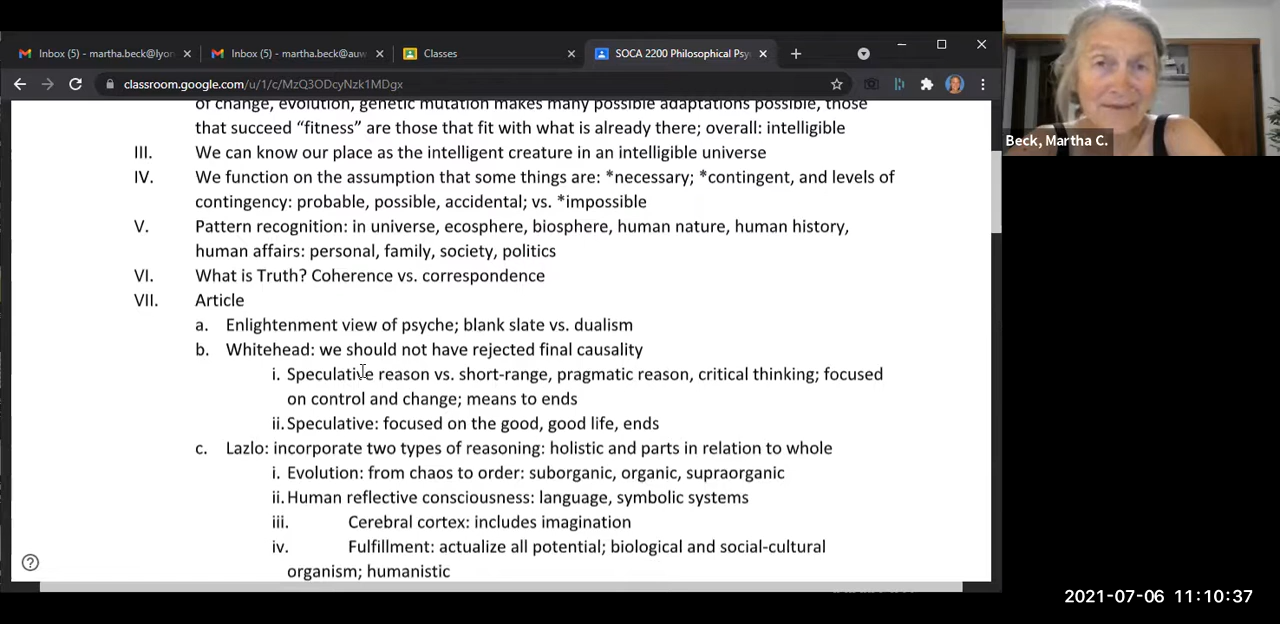 Inbox (5) - martha.beck@lyon
Inbox (5) - martha.beck@auw
Classes
SOCA 2200 Philosophical Psy
classroom.google.com/u/1/c/MzQ3ODcyNzk1MDgx
Beck, Martha C.
of change, evolution, genetic mutation makes many possible adaptations possible, those
that succeed “fitness” are those that fit with what is already there; overall: intelligible
III. We can know our place as the intelligent creature in an intelligible universe
IV. We function on the assumption that some things are: *necessary; *contingent, and levels of
contingency: probable, possible, accidental; vs. *impossible
V. Pattern recognition: in universe, ecosphere, biosphere, human nature, human history,
human affairs: personal, family, society, politics
VI. What is Truth? Coherence vs. correspondence
VII. Article
a. Enlightenment view of psyche; blank slate vs. dualism
b. Whitehead: we should not have rejected final causality
i. Speculative reason vs. short-range, pragmatic reason, critical thinking; focused
on control and change; means to ends
ii. Speculative: focused on the good, good life, ends
c. Lazlo: incorporate two types of reasoning: holistic and parts in relation to whole
i. Evolution: from chaos to order: suborganic, organic, supraorganic
ii. Human reflective consciousness: language, symbolic systems
iii. Cerebral cortex: includes imagination
iv. Fulfillment: actualize all potential; biological and social-cultural
organism; humanistic
2021-07-06 11:10:37